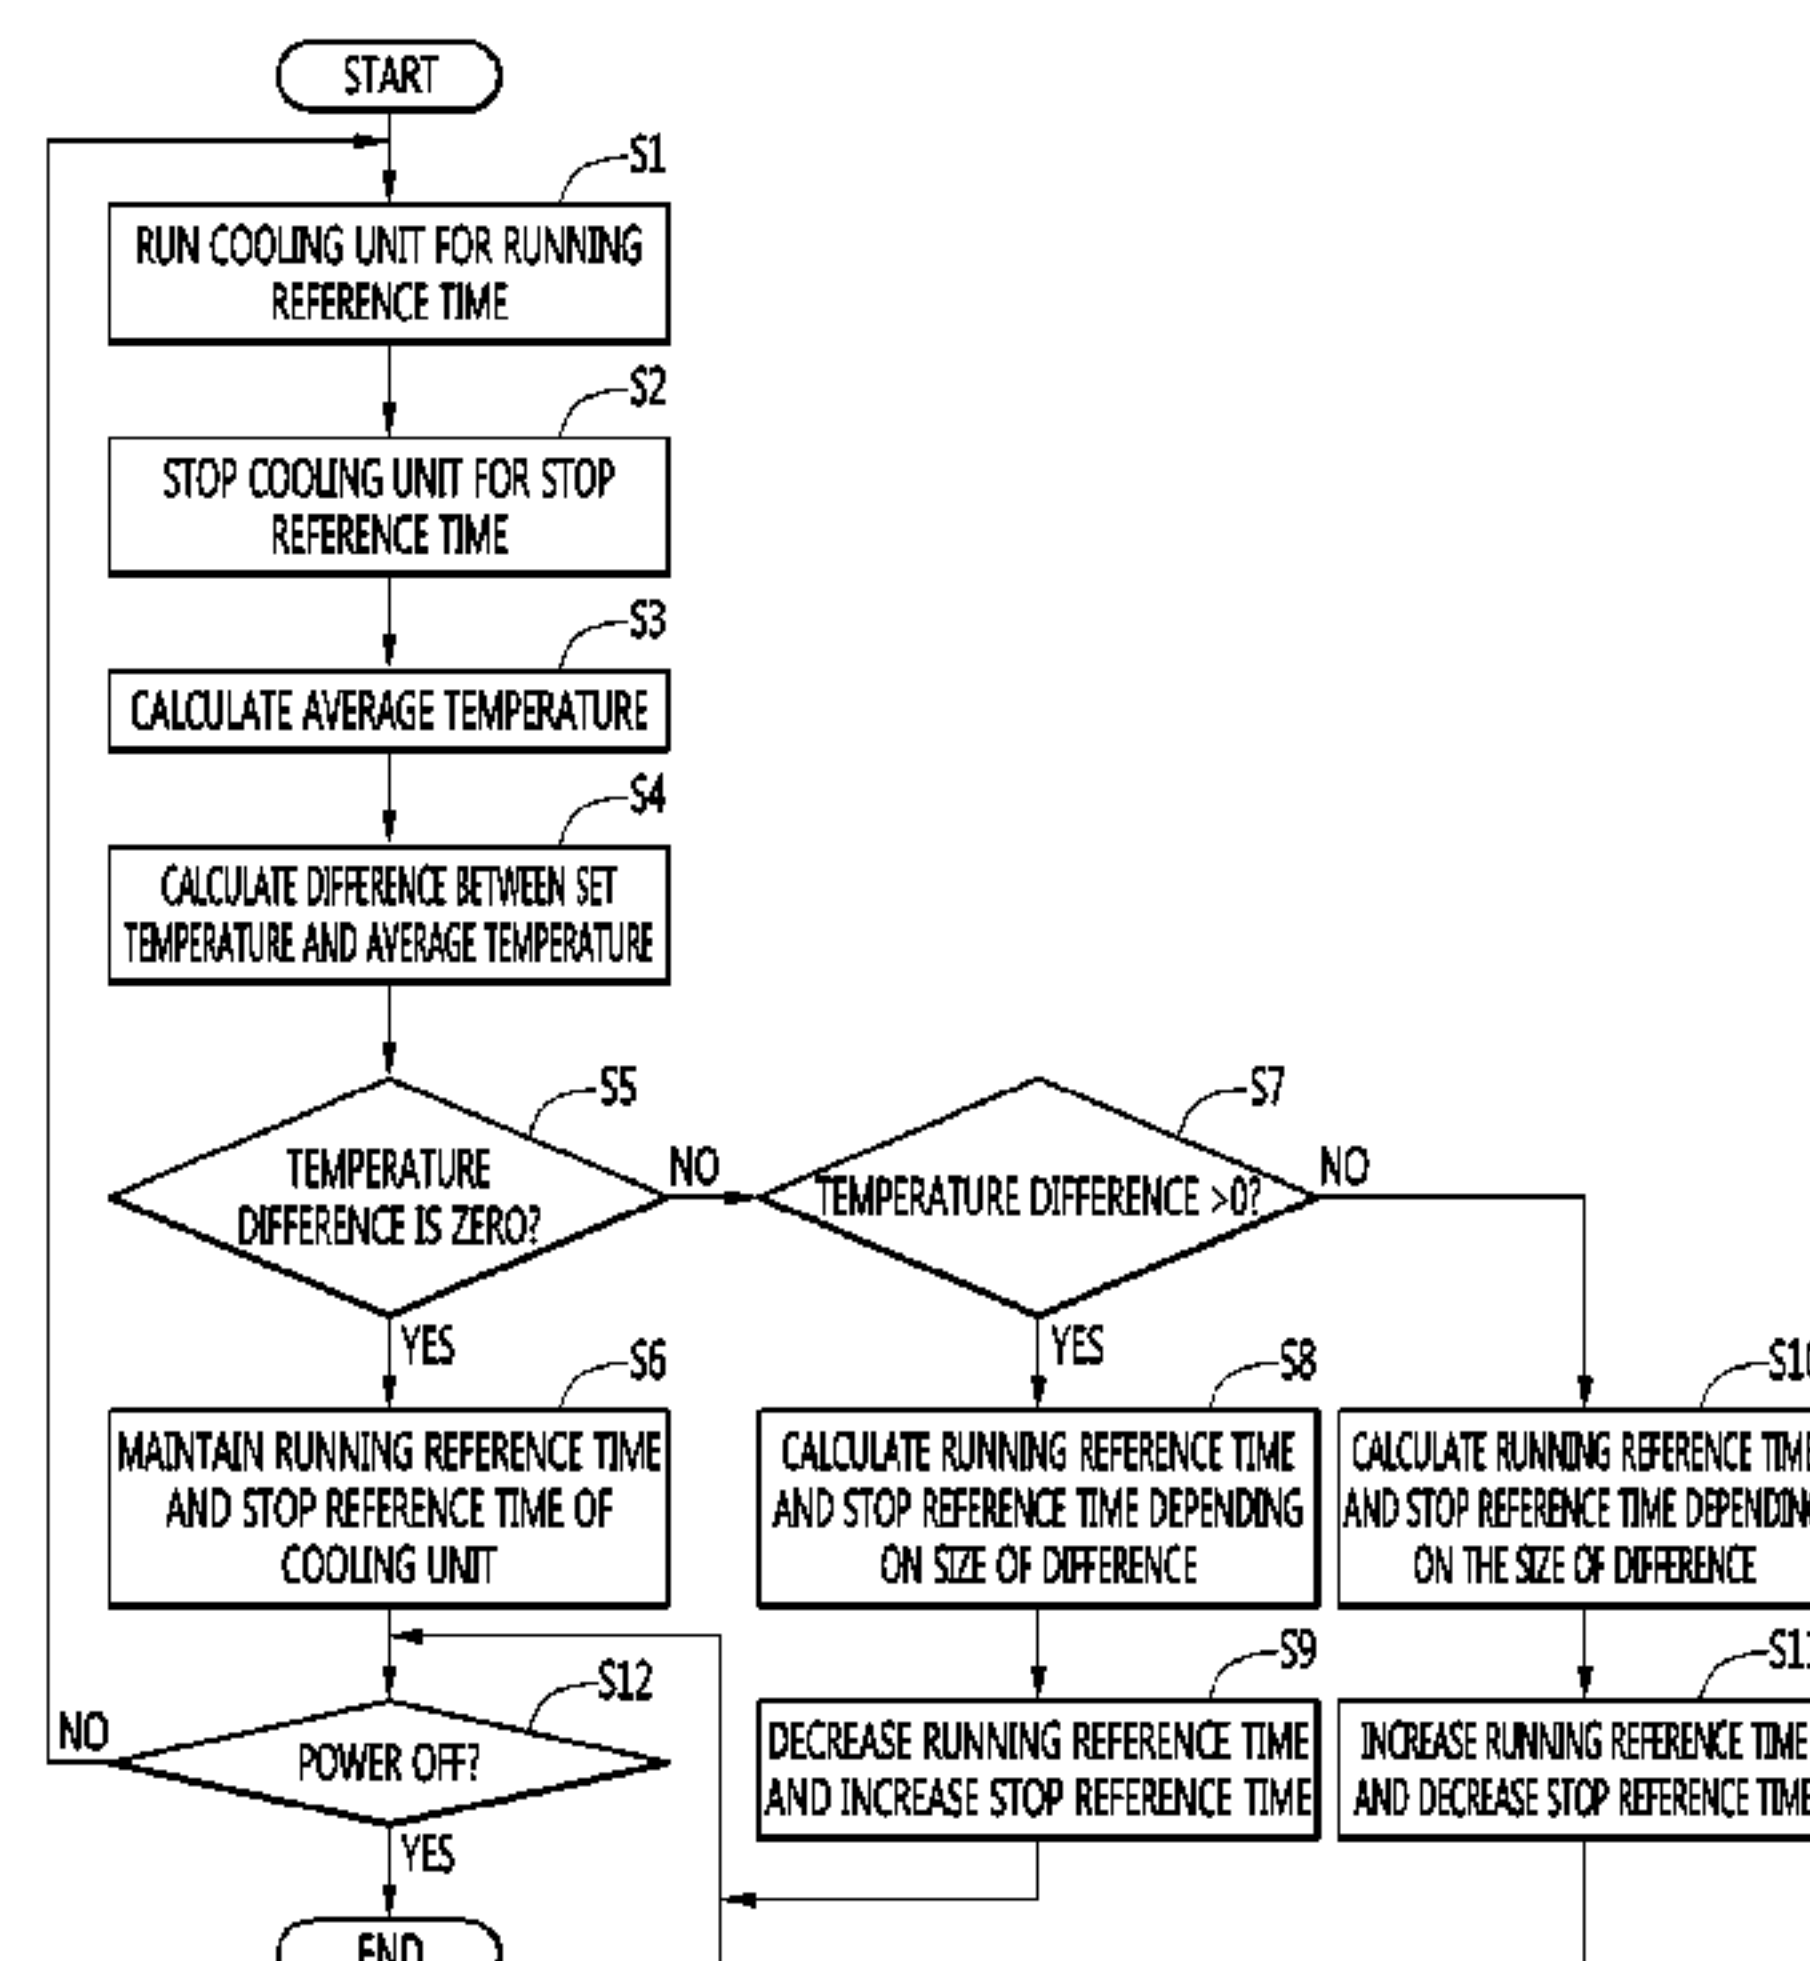 START
S1
RUN COOLING UNIT FOR RUNNING
REFERENCE TIME
S2
STOP COOLING UNIT FOR STOP
REFERENCE TIME
S3
CALCULATE AVERAGE TEMPERATURE
S4
CALCULATE DIFFERENCE BETWEEN SET
TEMPERATURE AND AVERAGE TEMPERATURE
S5
TEMPERATURE
DIFFERENCE IS ZERO?
NO
YES
S7
TEMPERATURE DIFFERENCE >0?
NO
YES
S6
MAINTAIN RUNNING REFERENCE TIME
AND STOP REFERENCE TIME OF
COOLING UNIT
S8
CALCULATE RUNNING REFERENCE TIME
AND STOP REFERENCE TIME DEPENDING
ON SIZE OF DIFFERENCE
S10
CALCULATE RUNNING REFERENCE TIME
AND STOP REFERENCE TIME DEPENDING
ON THE SIZE OF DIFFERENCE
S12
POWER OFF?
NO
YES
S9
DECREASE RUNNING REFERENCE TIME
AND INCREASE STOP REFERENCE TIME
S11
INCREASE RUNNING REFERENCE TIME
AND DECREASE STOP REFERENCE TIME
END